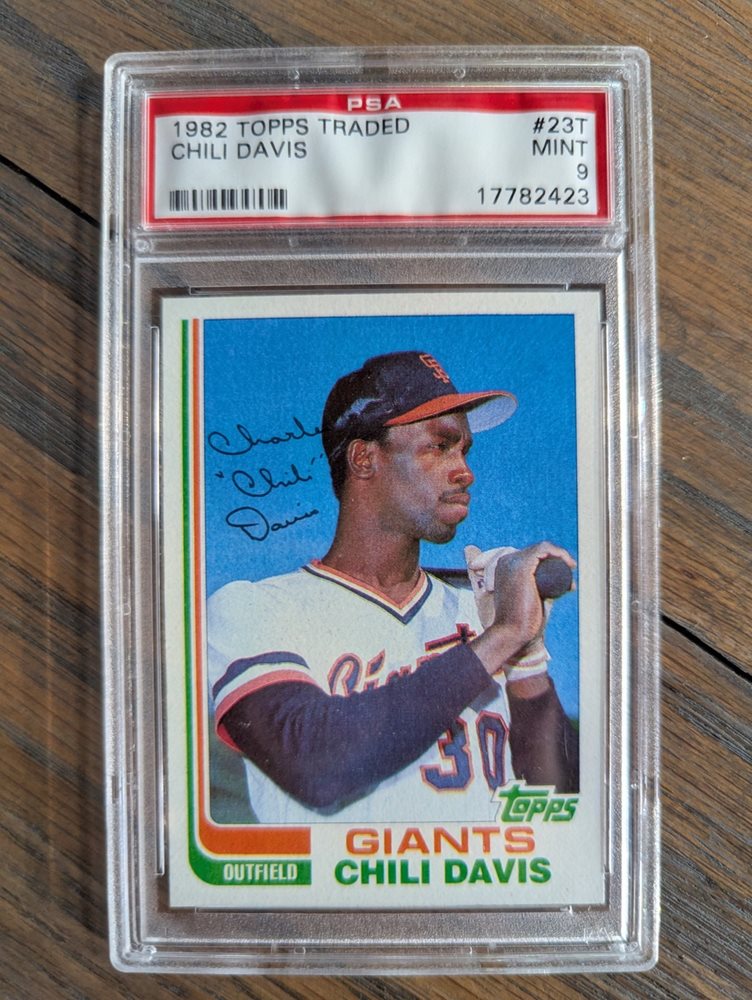 PSA
1982 TOPPS TRADED #23T
CHILI DAVIS MINT
9
17782423
SF
Charle
"Chili"
Davis
Giants
30
Topps
GIANTS
OUTFIELD
CHILI DAVIS